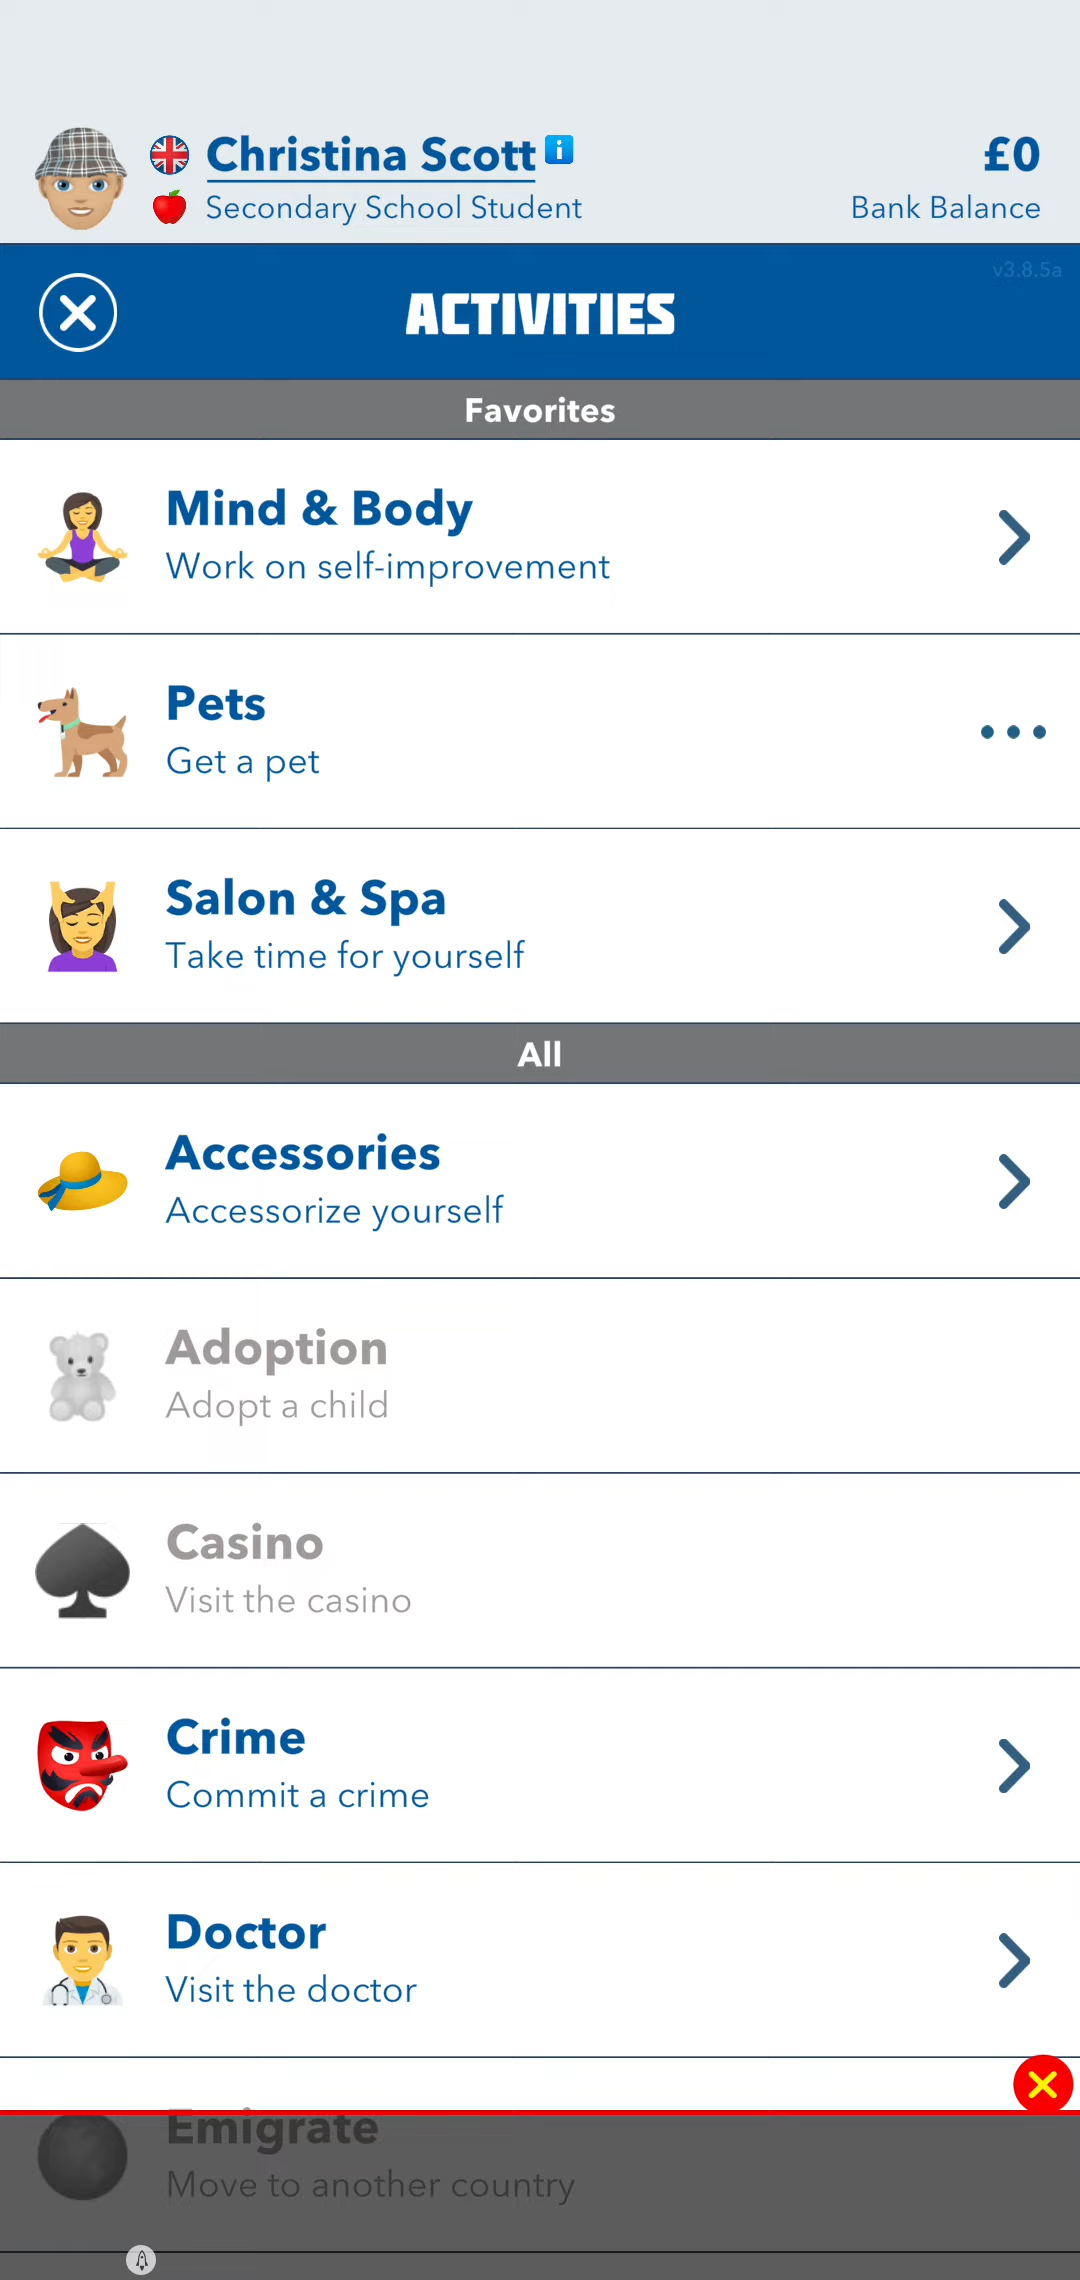 Christina Scott
£0
Secondary School Student
Bank Balance
v3.8.5a
ACTIVITIES
Favorites
Mind & Body
Work on self-improvement
Pets
Get a pet
Salon & Spa
Take time for yourself
All
Accessories
Accessorize yourself
Adoption
Adopt a child
Casino
Visit the casino
Crime
Commit a crime
Doctor
Visit the doctor
Emigrate
Move to another country